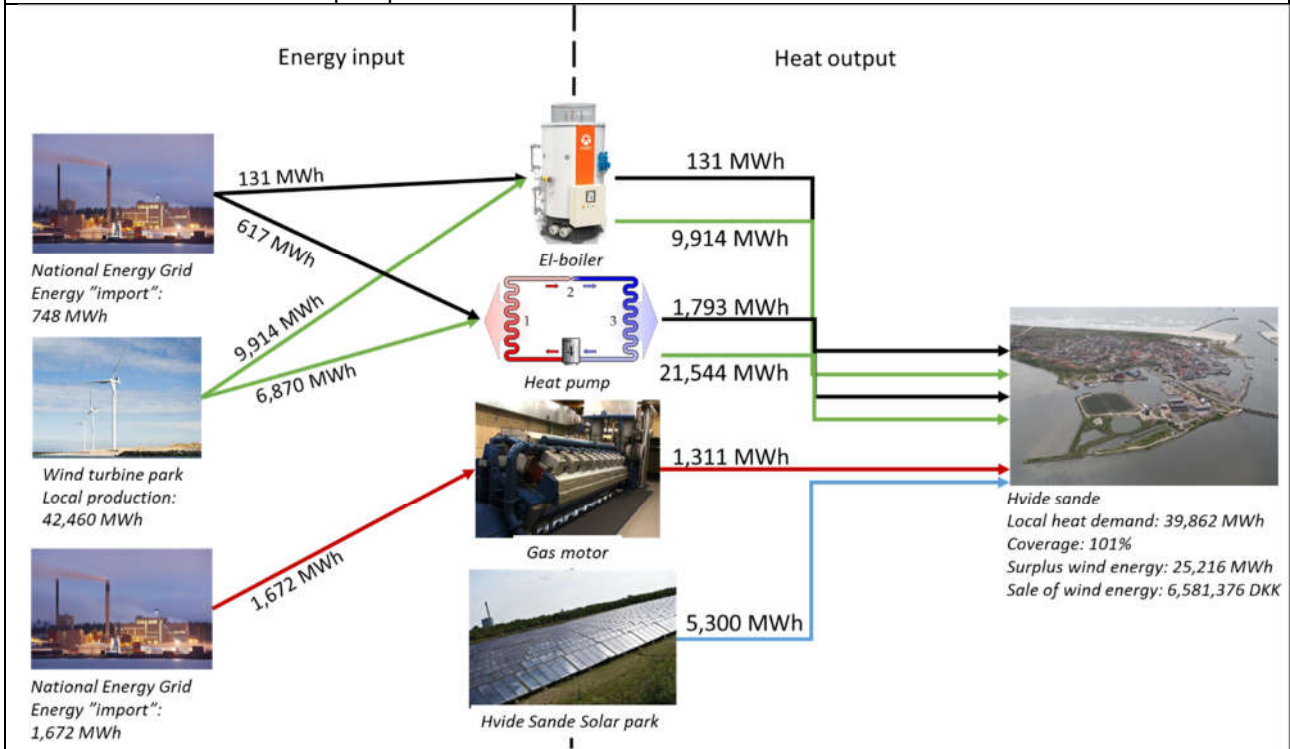 Energy input
Heat output
131 MWh
617 MWh
National Energy Grid
Energy ”import”:
748 MWh
9,914 MWh
6,870 MWh
Wind turbine park
Local production:
42,460 MWh
1,672 MWh
National Energy Grid
Energy ”import”:
1,672 MWh
El-boiler
1
2
3
4
Heat pump
Gas motor
Hvide Sande Solar park
131 MWh
9,914 MWh
1,793 MWh
21,544 MWh
1,311 MWh
5,300 MWh
Hvide sande
Local heat demand: 39,862 MWh
Coverage: 101%
Surplus wind energy: 25,216 MWh
Sale of wind energy: 6,581,376 DKK